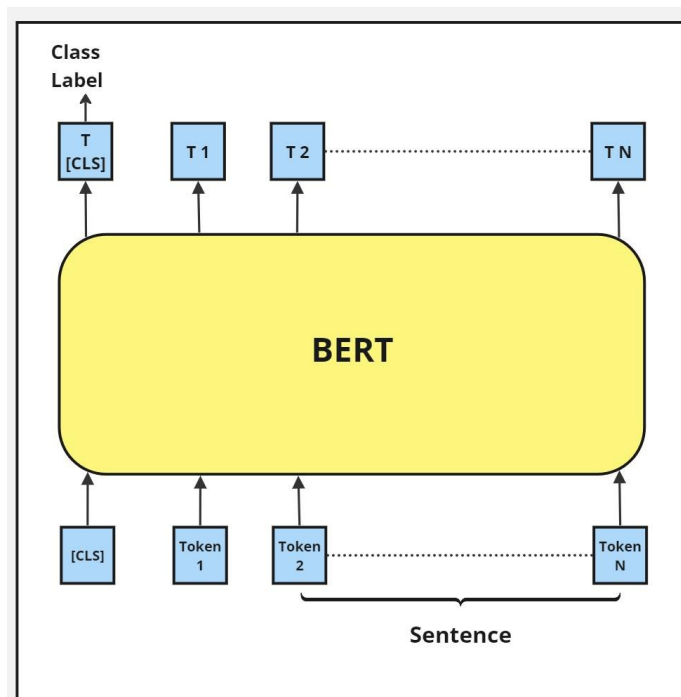 Class
Label
T
[CLS]
T 1
T 2
T N
BERT
[CLS]
Token
1
Token
2
Token
N
Sentence